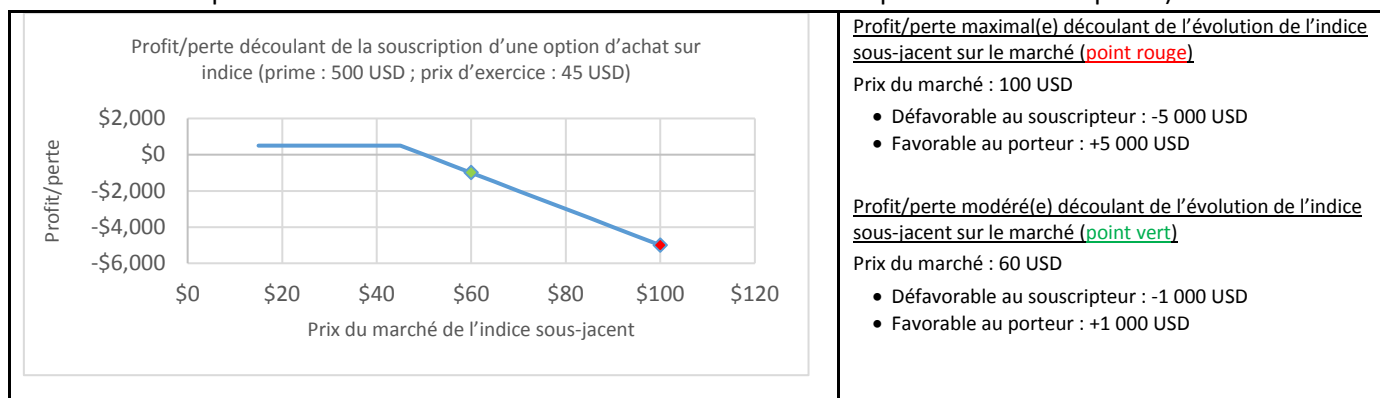 Profit/perte découlant de la souscription d'une option d'achat sur
indice (prime : 500 USD ; prix d'exercice : 45 USD)
$2,000
$0
-$2,000
-$4,000
-$6,000
Profit/perte
$0 $20 $40 $60 $80 $100 $120
Prix du marché de l'indice sous-jacent
Profit/perte maximal(e) découlant de l'évolution de l'indice
sous-jacent sur le marché (point rouge)
Prix du marché : 100 USD
• Défavorable au souscripteur : -5 000 USD
• Favorable au porteur : +5 000 USD
Profit/perte modéré(e) découlant de l'évolution de l'indice
sous-jacent sur le marché (point vert)
Prix du marché : 60 USD
• Défavorable au souscripteur : -1 000 USD
• Favorable au porteur : +1 000 USD